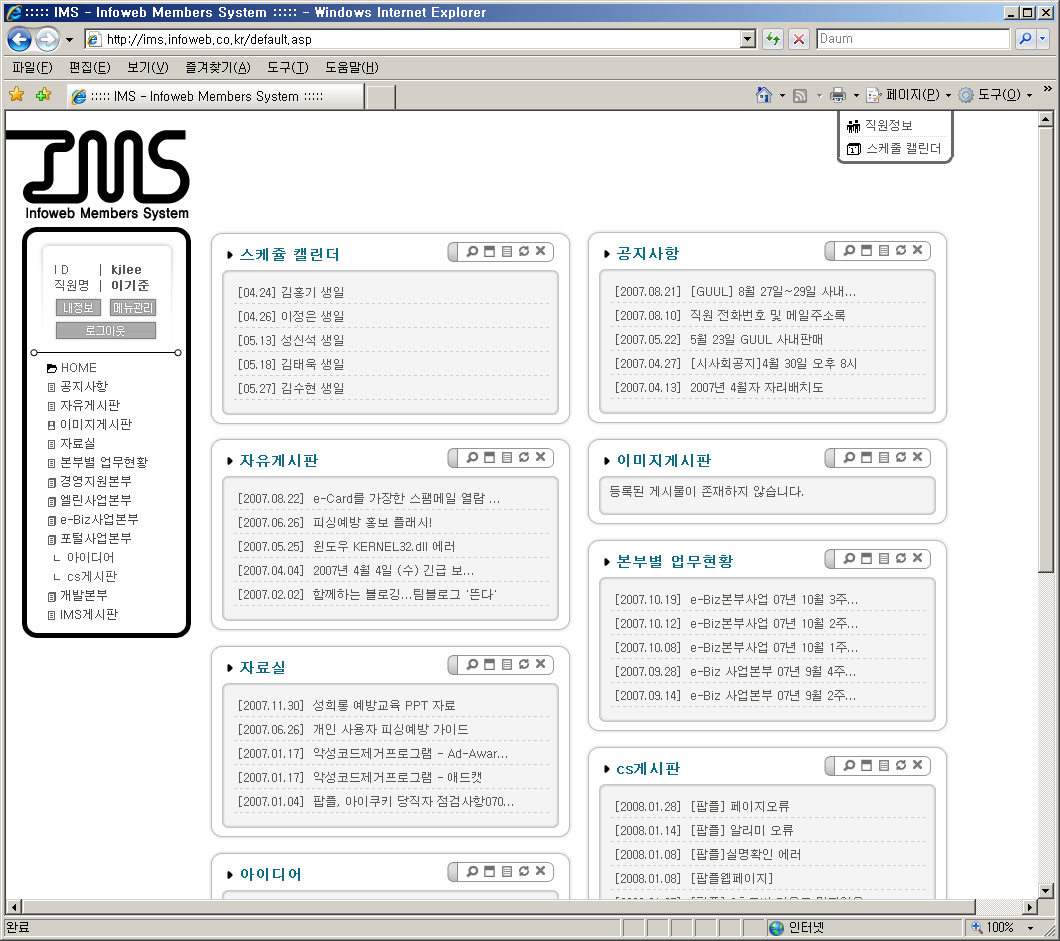 ::::: IMS - Infoweb Members System ::::: - Windows Internet Explorer
http://ims.infoweb.co.kr/default.asp
Daum
파일(F) 편집(E) 보기(V) 즐겨찾기(A) 도구(T) 도움말(H)
::::: IMS - Infoweb Members System :::::
페이지(P)
도구(O)
직원정보
스케줄 캘린더
IMS
Infoweb Members System
ID | kjlee
직원명 | 이기준
내정보 메뉴관리
로그아웃
HOME
공지사항
자유게시판
이미지게시판
자료실
본부별 업무현황
경영지원본부
엘린사업본부
e-Biz사업본부
포털사업본부
ㄴ 아이디어
ㄴ cs게시판
개발본부
IMS게시판
스케쥴 캘린더
[04.24] 김홍기 생일
[04.26] 이정은 생일
[05.13] 성신석 생일
[05.18] 김태욱 생일
[05.27] 김수현 생일
자유게시판
[2007.08.22] e-Card를 가장한 스팸메일 열람 ...
[2007.06.26] 피싱예방 홍보 플래시!
[2007.05.25] 윈도우 KERNEL32.dll 에러
[2007.04.04] 2007년 4월 4일 (수) 긴급 보...
[2007.02.02] 함께하는 블로깅...팀블로그 '뜬다'
자료실
[2007.11.30] 성희롱 예방교육 PPT 자료
[2007.06.26] 개인 사용자 피싱예방 가이드
[2007.01.17] 악성코드제거프로그램 - Ad-Awar...
[2007.01.17] 악성코드제거프로그램 - 애드캣
[2007.01.04] 팝플, 아이쿠키 당직자 점검사항070...
아이디어
공지사항
[2007.08.21] [GUUL] 8월 27일~29일 사내...
[2007.08.10] 직원 전화번호 및 메일주소록
[2007.05.22] 5월 23일 GUUL 사내판매
[2007.04.27] [시사회공지]4월 30일 오후 8시
[2007.04.13] 2007년 4월자 자리배치도
이미지게시판
등록된 게시물이 존재하지 않습니다.
본부별 업무현황
[2007.10.19] e-Biz본부사업 07년 10월 3주...
[2007.10.12] e-Biz본부사업 07년 10월 2주...
[2007.10.08] e-Biz본부사업 07년 10월 1주...
[2007.09.28] e-Biz 사업본부 07년 9월 4주...
[2007.09.14] e-Biz 사업본부 07년 9월 2주...
cs게시판
[2008.01.28] [팝플] 페이지오류
[2008.01.14] [팝플] 알리미 오류
[2008.01.08] [팝플]실명확인 에러
[2008.01.08] [팝플웹페이지]
완료
인터넷
100%